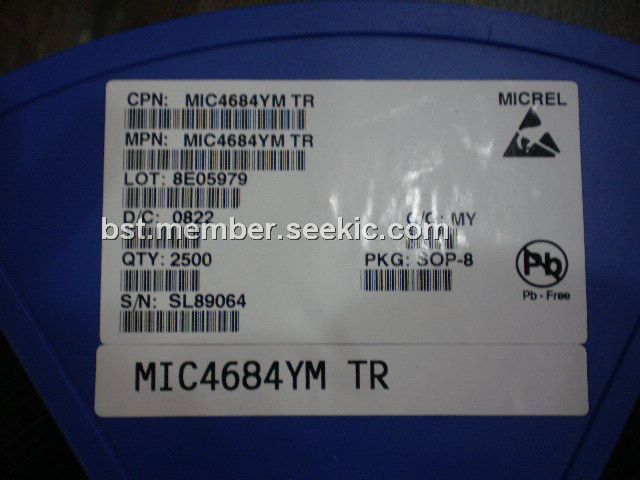 CPN: MIC4684YM TR
MICREL
MPN: MIC4684YM TR
LOT: 8E05979
D/C: 0822
C/C: MY
bst.member.seekic.com
QTY: 2500
PKG: SOP-8
Pb
Pb - Free
S/N: SL89064
MIC4684YM TR